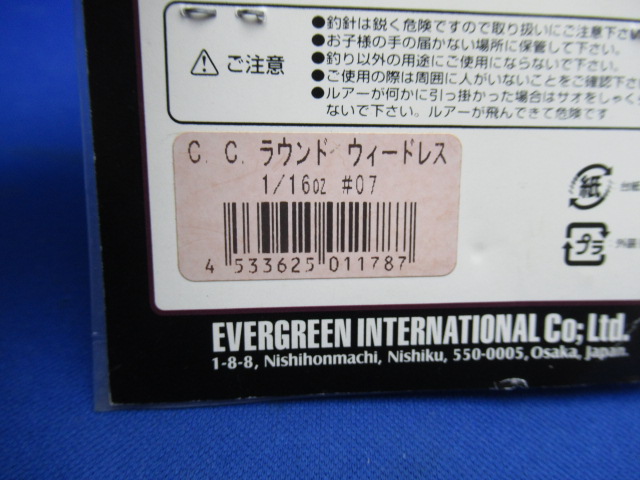 ●釣針は鋭く危険ですので取り扱いにご注意下さい
●お子様の手の届かない場所に保管して下さい。
⚠ ご注意
●釣り以外の用途にご使用にならないで下さい。
●ご使用の際は周囲に人がいないことをご確認下さい
●ルアーが何かに引っ掛かった場合はサオをしゃく
ないで下さい。ルアーが飛んできて危険です
C. C. ラウンド ウィードレス
1/16oz #07
4 533625 011787
紙
プラ
EVERGREEN INTERNATIONAL Co; Ltd.
1-8-8, Nishihonmachi, Nishiku, 550-0005, Osaka, Japan.